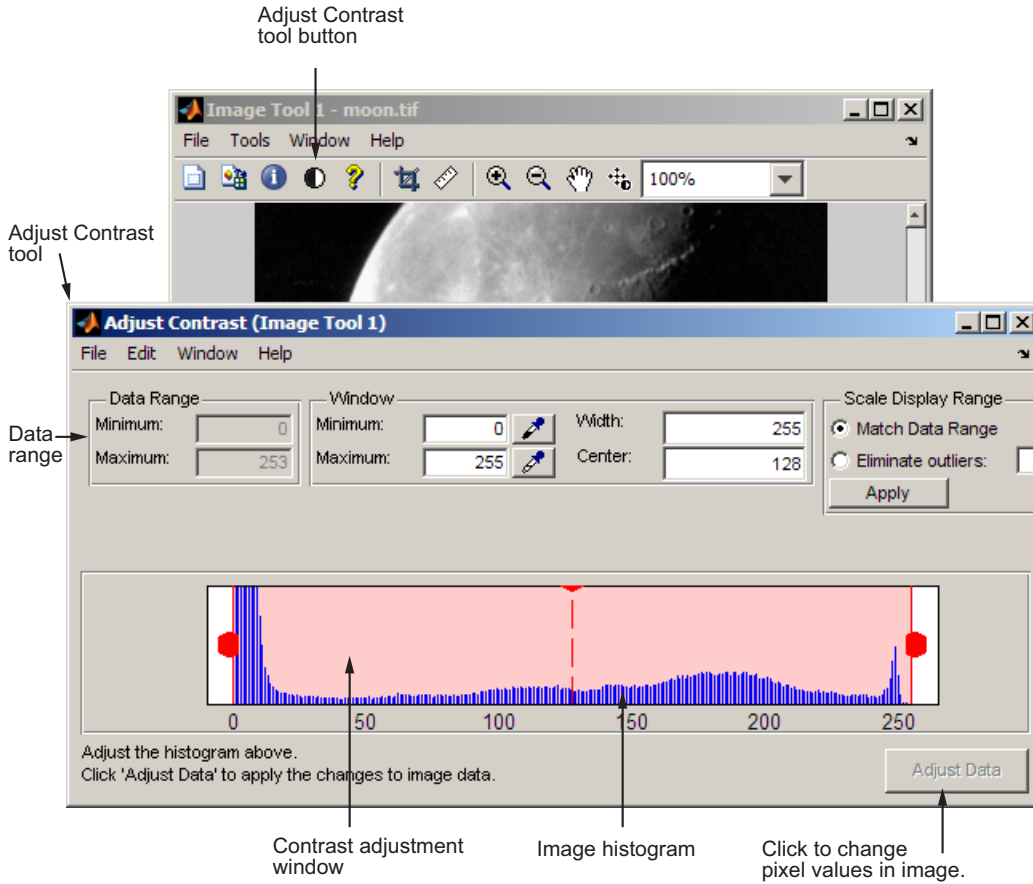 Adjust Contrast
tool button
Image Tool 1 - moon.tif
File Tools Window Help
100%
Adjust Contrast
tool
Adjust Contrast (Image Tool 1)
File Edit Window Help
Data Range
Minimum: 0
Maximum: 253
Window
Minimum: 0
Maximum: 255
Width: 255
Center: 128
Scale Display Range
Match Data Range
Eliminate outliers:
Apply
Data
range
0 50 100 150 200 250
Adjust the histogram above.
Click 'Adjust Data' to apply the changes to image data.
Adjust Data
Contrast adjustment
window
Image histogram
Click to change
pixel values in image.